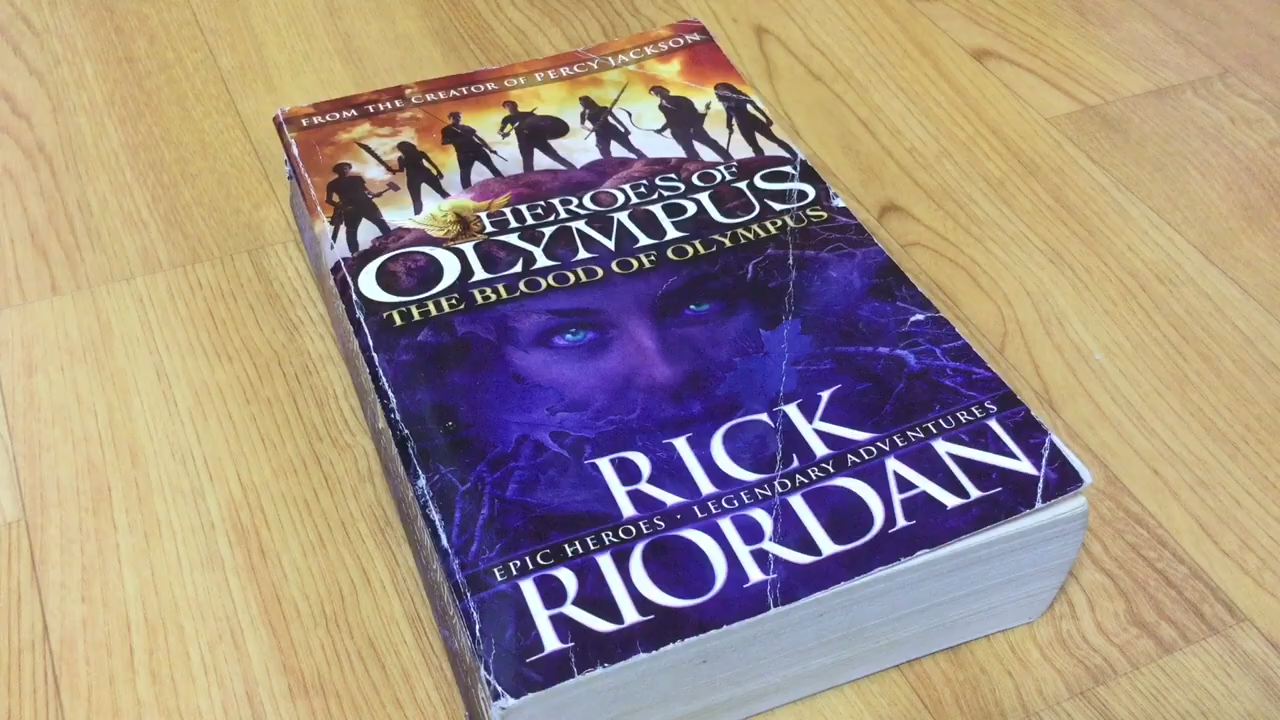 FROM THE CREATOR OF PERCY JACKSON
HEROES OF
OLYMPUS
THE BLOOD OF OLYMPUS
RICK
EPIC HEROES · LEGENDARY ADVENTURES
RIORDAN